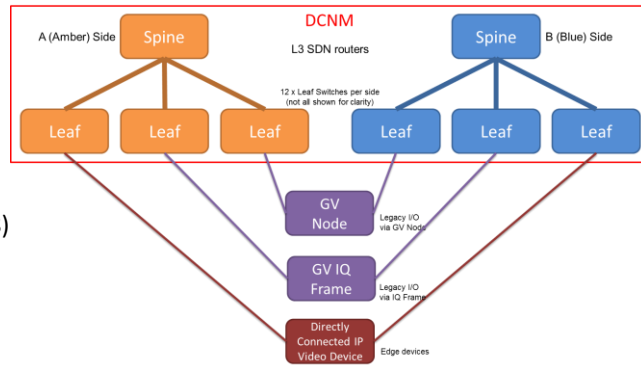 DCNM
A (Amber) Side
Spine
L3 SDN routers
Spine
B (Blue) Side
12 x Leaf Switches per side
(not all shown for clarity)
Leaf
Leaf
Leaf
Leaf
Leaf
Leaf
GV
Node
Legacy I/O
via GV Node
GV IQ
Frame
Legacy I/O
via IQ Frame
Directly
Connected IP
Video Device
Edge devices
)